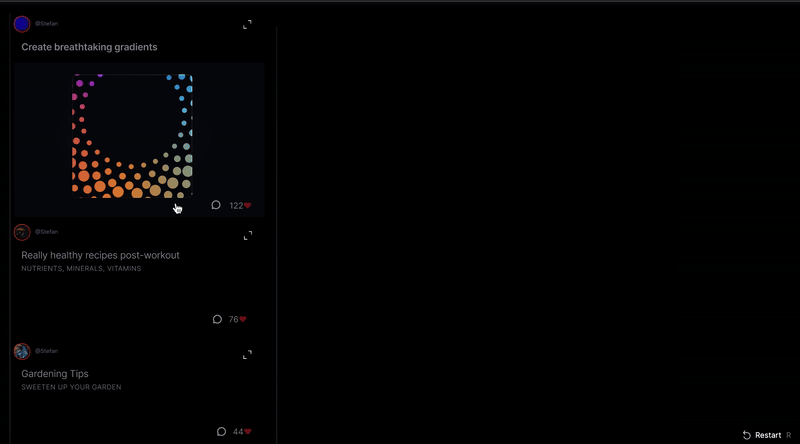 @Stefan
Create breathtaking gradients
122
@Stefan
Really healthy recipes post-workout
NUTRIENTS, MINERALS, VITAMINS
76
@Stefan
Gardening Tips
SWEETEN UP YOUR GARDEN
44
Restart R